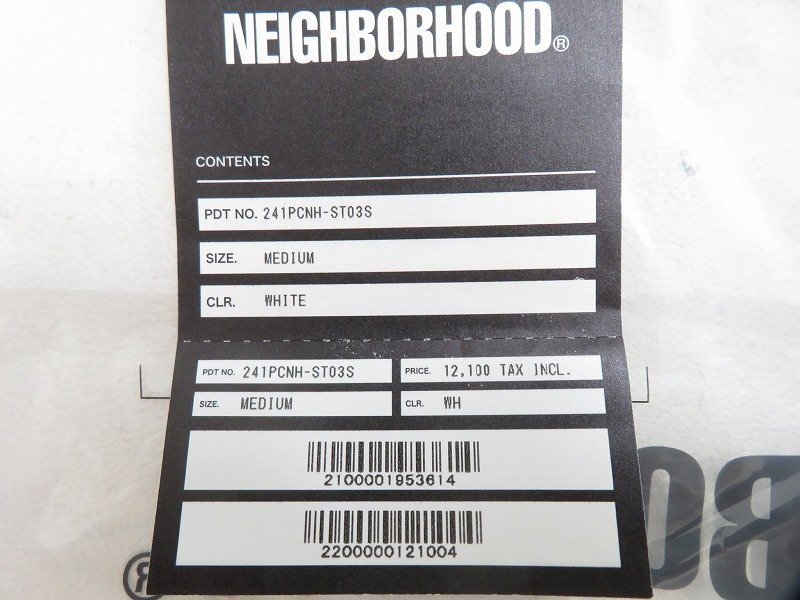 NEIGHBORHOOD®
CONTENTS
PDT NO. 241PCNH-ST03S
SIZE. MEDIUM
CLR. WHITE
PDT NO. 241PCNH-ST03S PRICE. 12,100 TAX INCL.
SIZE. MEDIUM CLR. WH
2100001953614
2200000121004
BO
®